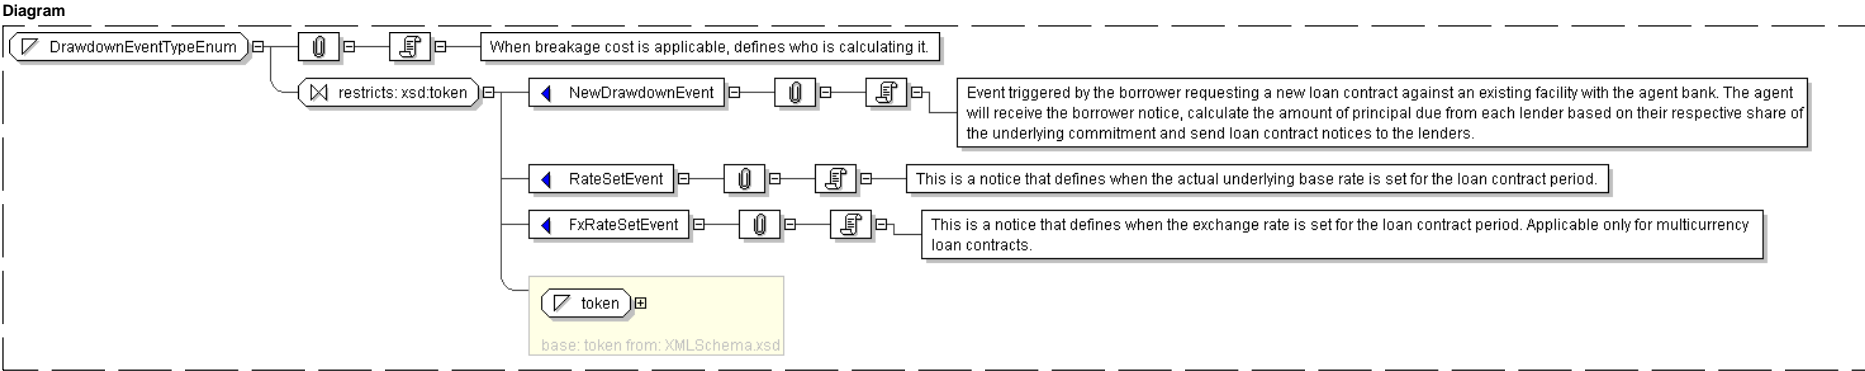 Diagram
DrawdownEventTypeEnum
When breakage cost is applicable, defines who is calculating it.
restricts: xsd:token
NewDrawdownEvent
Event triggered by the borrower requesting a new loan contract against an existing facility with the agent bank. The agent
will receive the borrower notice, calculate the amount of principal due from each lender based on their respective share of
the underlying commitment and send loan contract notices to the lenders.
RateSetEvent
This is a notice that defines when the actual underlying base rate is set for the loan contract period.
FxRateSetEvent
This is a notice that defines when the exchange rate is set for the loan contract period. Applicable only for multicurrency
loan contracts.
token
base: token from: XMLSchema.xsd